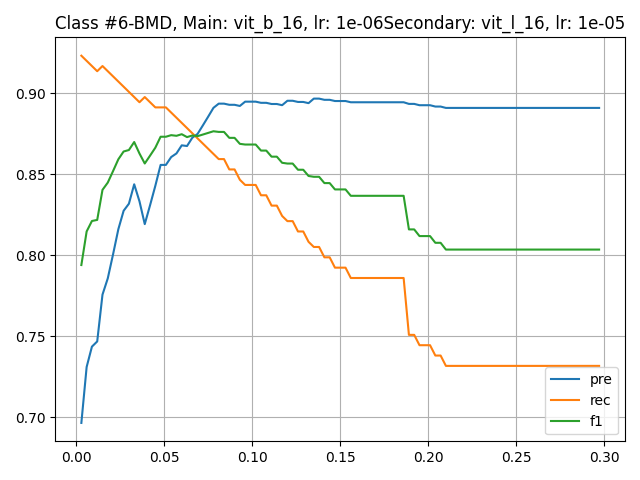 Class #6-BMD, Main: vit_b_16, lr: 1e-06Secondary: vit_l_16, lr: 1e-05
0.90
0.85
0.80
0.75
0.70
pre
rec
f1
0.00 0.05 0.10 0.15 0.20 0.25 0.30